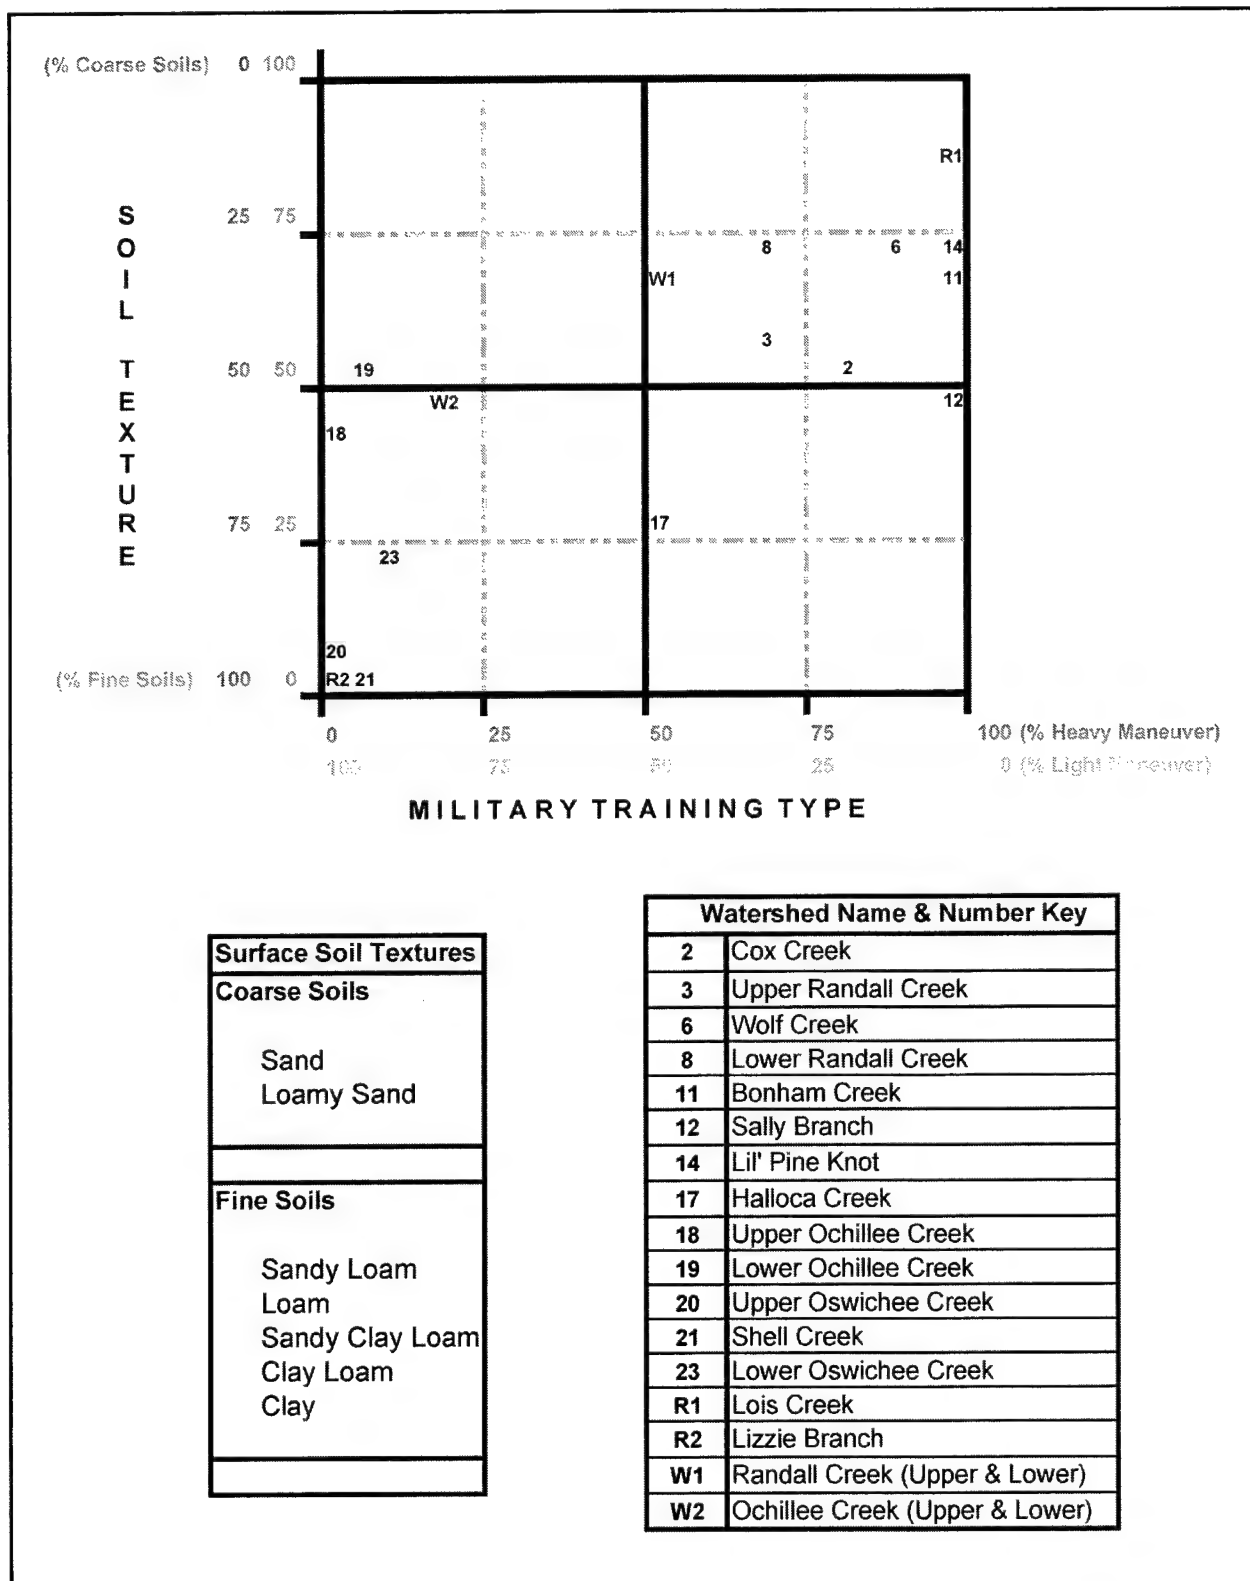 (% Coarse Soils) 0 100
R1
SOIL TEXTURE
25 75
8 6 14
W1 11
3
50 50 19 2
W2 12
18
75 25 17
23
20
(% Fine Soils) 100 0 R2 21
0 25 50 75 100 (% Heavy Maneuver)
100 75 50 25 0 (% Light Maneuver)
MILITARY TRAINING TYPE
Surface Soil Textures
Coarse Soils
Sand
Loamy Sand
Fine Soils
Sandy Loam
Loam
Sandy Clay Loam
Clay Loam
Clay
Watershed Name & Number Key
2 Cox Creek
3 Upper Randall Creek
6 Wolf Creek
8 Lower Randall Creek
11 Bonham Creek
12 Sally Branch
14 Lil' Pine Knot
17 Halloca Creek
18 Upper Ochillee Creek
19 Lower Ochillee Creek
20 Upper Oswichee Creek
21 Shell Creek
23 Lower Oswichee Creek
R1 Lois Creek
R2 Lizzie Branch
W1 Randall Creek (Upper & Lower)
W2 Ochillee Creek (Upper & Lower)